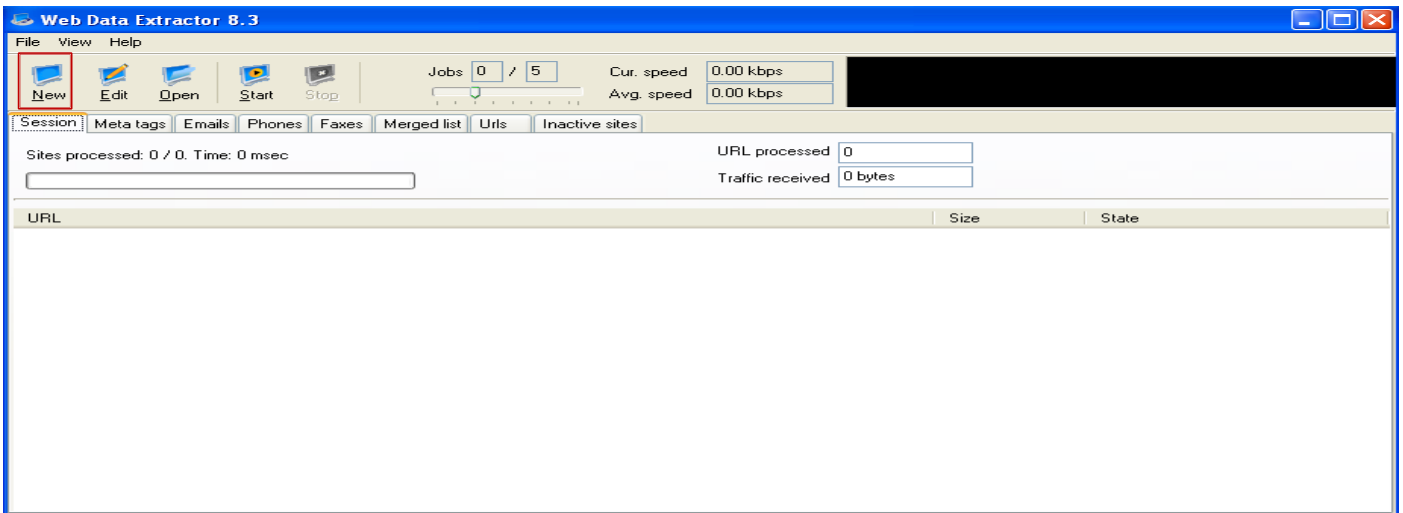 Web Data Extractor 8.3
File View Help
New Edit Open Start Stop Jobs 0 / 5 Cur. speed 0.00 kbps
Avg. speed 0.00 kbps
Session Meta tags Emails Phones Faxes Merged list Urls Inactive sites
Sites processed: 0 / 0. Time: 0 msec
URL processed 0
Traffic received 0 bytes
URL Size State